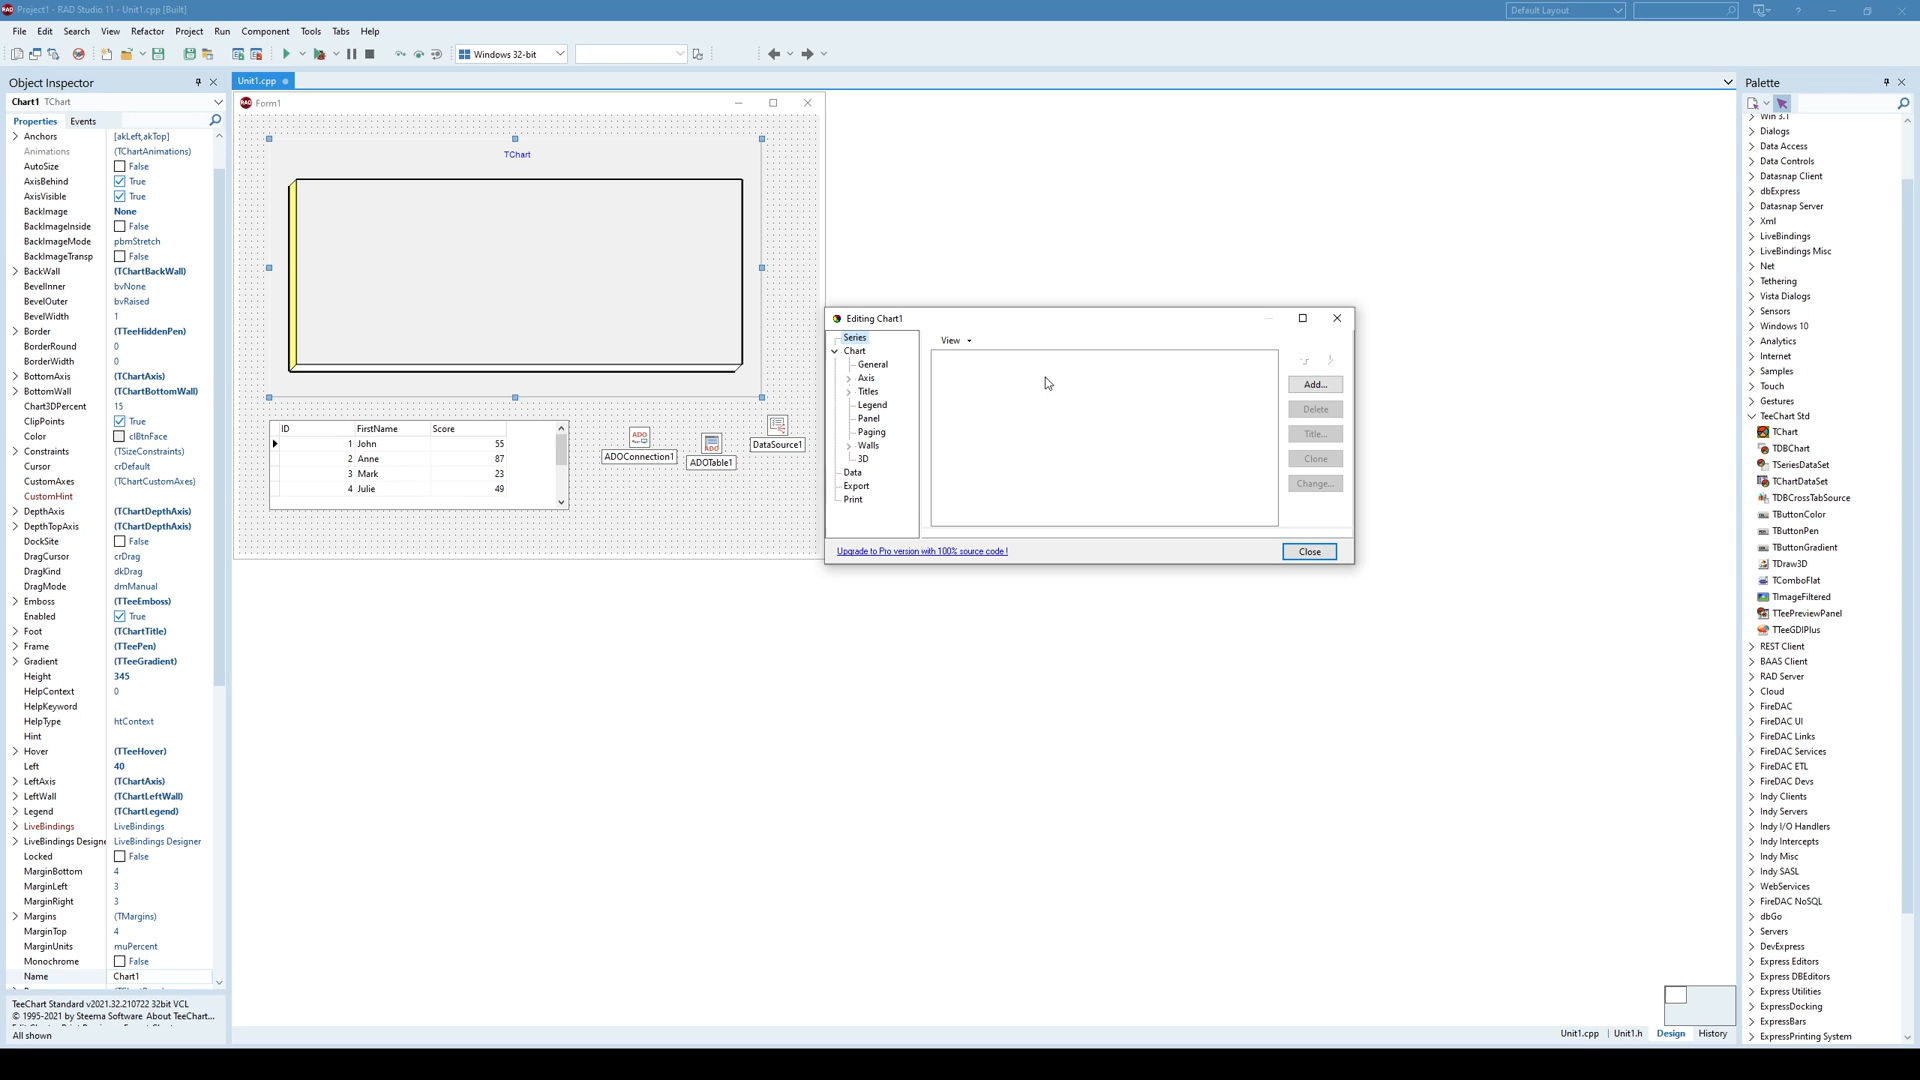 Project1 - RAD Studio 11 - Unit1.cpp [Built]
Default Layout
File Edit Search View Refactor Project Run Component Tools Tabs Help
Windows 32-bit
Object Inspector
Chart1 TChart
Properties Events
Anchors [akLeft,akTop]
Animations (TChartAnimations)
AutoSize False
AxisBehind True
AxisVisible True
BackImage None
BackImageInside False
BackImageMode pbmStretch
BackImageTransp False
BackWall (TChartBackWall)
BevelInner bvNone
BevelOuter bvRaised
BevelWidth 1
Border (TTeeHiddenPen)
BorderRound 0
BorderWidth 0
BottomAxis (TChartAxis)
BottomWall (TChartBottomWall)
Chart3DPercent 15
ClipPoints True
Color clBtnFace
Constraints (TSizeConstraints)
Cursor crDefault
CustomAxes (TChartCustomAxes)
CustomHint
DepthAxis (TChartDepthAxis)
DepthTopAxis (TChartDepthAxis)
DockSite False
DragCursor crDrag
DragKind dkDrag
DragMode dmManual
Emboss (TTeeEmboss)
Enabled True
Foot (TChartTitle)
Frame (TTeePen)
Gradient (TTeeGradient)
Height 345
HelpContext 0
HelpKeyword
HelpType htContext
Hint
Hover (TTeeHover)
Left 40
LeftAxis (TChartAxis)
LeftWall (TChartLeftWall)
Legend (TChartLegend)
LiveBindings LiveBindings
LiveBindings Designe LiveBindings Designer
Locked False
MarginBottom 4
MarginLeft 3
MarginRight 3
Margins (TMargins)
MarginTop 4
MarginUnits muPercent
Monochrome False
Name Chart1
TeeChart Standard v2021.32.210722 32bit VCL
© 1995-2021 by Steema Software About TeeChart...
All shown
Unit1.cpp
Form1
TChart
ID FirstName Score
1 John 55
2 Anne 87
3 Mark 23
4 Julie 49
ADOConnection1
ADO
ADOTable1
DataSource1
Editing Chart1
Series
Chart
General
Axis
Titles
Legend
Panel
Paging
Walls
3D
Data
Export
Print
View
Add...
Delete
Title...
Clone
Change...
Upgrade to Pro version with 100% source code !
Close
Unit1.cpp Unit1.h Design History
Palette
Win 3.1
Dialogs
Data Access
Data Controls
Datasnap Client
dbExpress
Datasnap Server
Xml
LiveBindings
LiveBindings Misc
Net
Tethering
Vista Dialogs
Sensors
Windows 10
Analytics
Internet
Samples
Touch
Gestures
TeeChart Std
TChart
TDBChart
TSeriesDataSet
TChartDataSet
TDBCrossTabSource
TButtonColor
TButtonPen
TButtonGradient
TDraw3D
TComboFlat
TImageFiltered
TTeePreviewPanel
TTeeGDIPlus
REST Client
BAAS Client
RAD Server
Cloud
FireDAC
FireDAC UI
FireDAC Links
FireDAC Services
FireDAC ETL
FireDAC Devs
Indy Clients
Indy Servers
Indy I/O Handlers
Indy Intercepts
Indy Misc
Indy SASL
WebServices
FireDAC NoSQL
dbGo
Servers
DevExpress
Express Editors
Express DBEditors
Express Utilities
ExpressDocking
ExpressBars
ExpressPrinting System